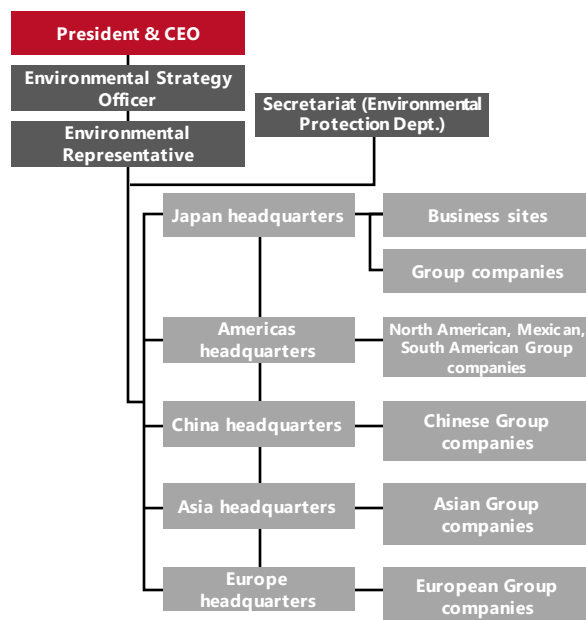 President & CEO
Environmental Strategy
Officer
Environmental
Representative
Secretariat (Environmental
Protection Dept.)
Japan headquarters
Business sites
Group companies
Americas
headquarters
North American, Mexican,
South American Group
companies
China headquarters
Chinese Group
companies
Asia headquarters
Asian Group
companies
Europe
headquarters
European Group
companies